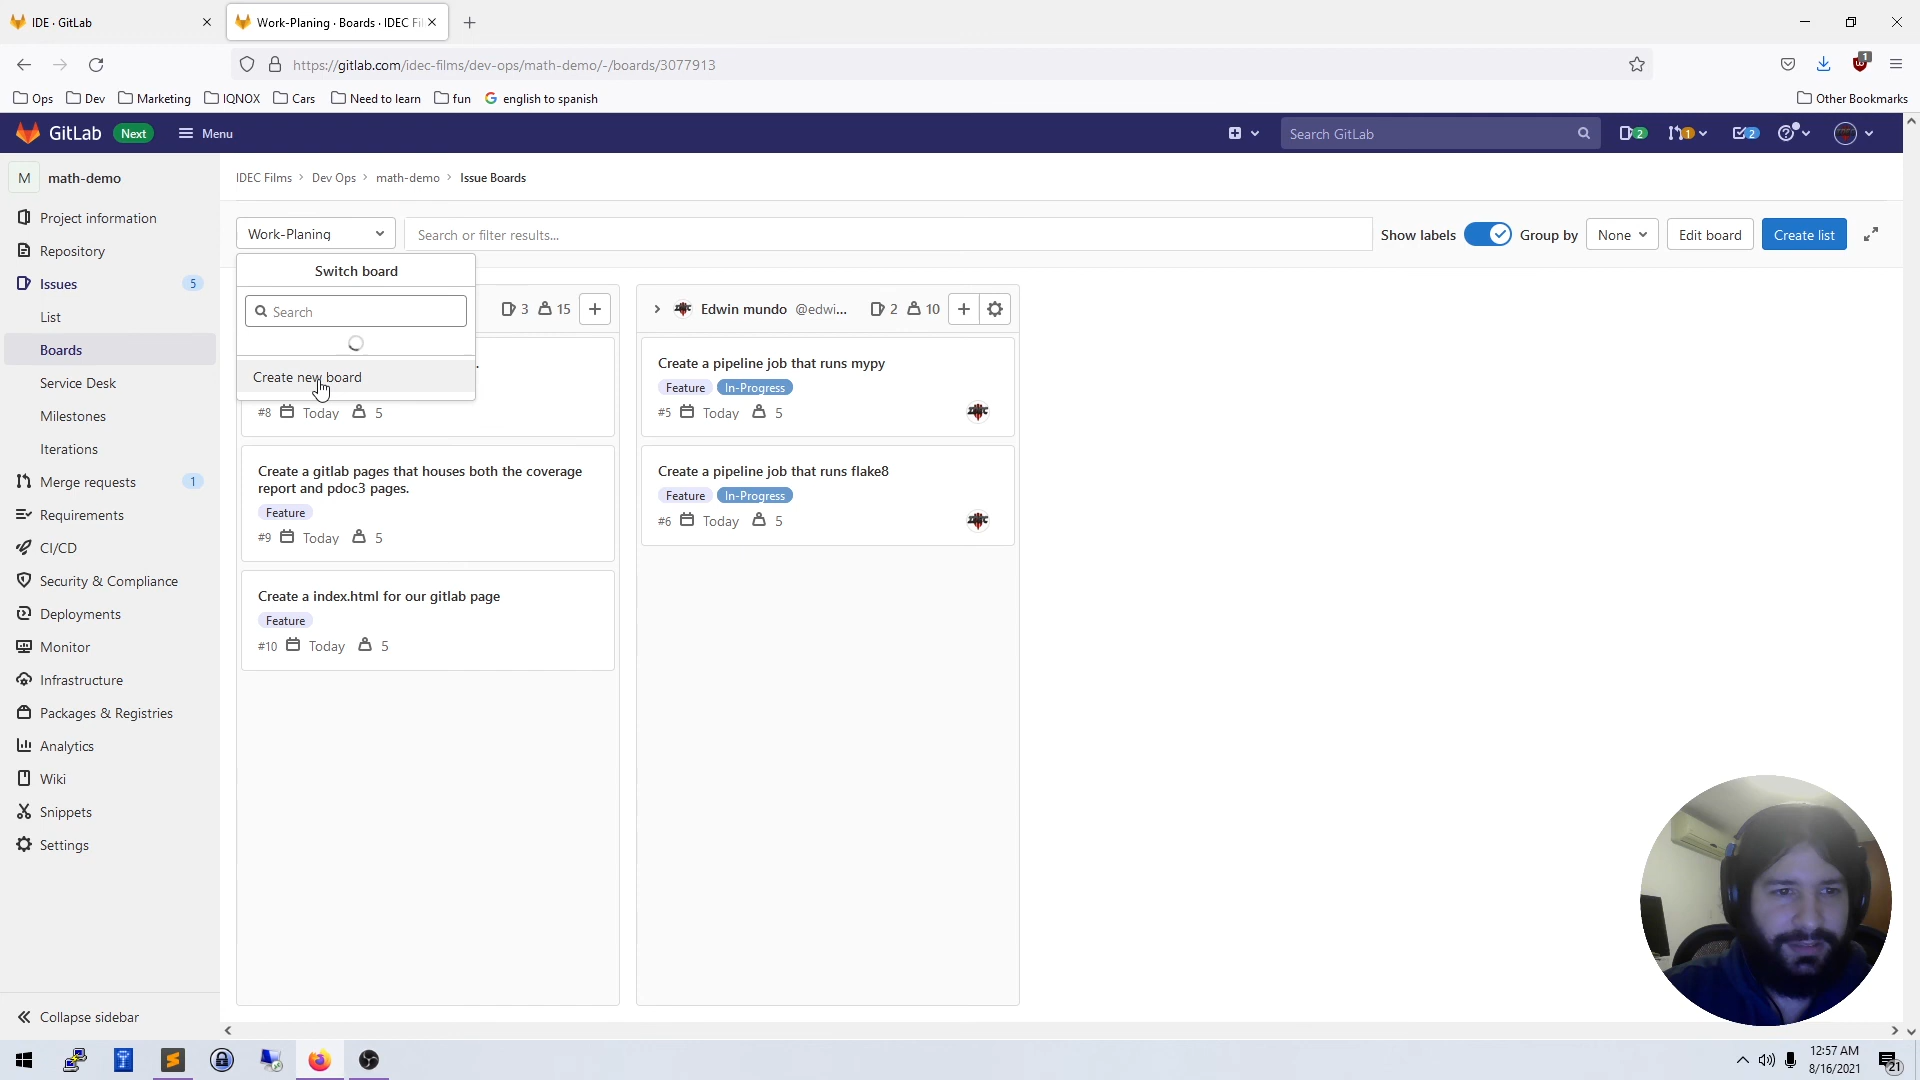 IDE · GitLab
Work-Planing · Boards · IDEC Fil
https://gitlab.com/idec-films/dev-ops/math-demo/-/boards/3077913
1
Ops
Dev
Marketing
IQNOX
Cars
Need to learn
fun
english to spanish
Other Bookmarks
GitLab
Next
Menu
Search GitLab
2
1
2
M
math-demo
IDEC Films > Dev Ops > math-demo > Issue Boards
Project information
Repository
Issues
5
List
Boards
Service Desk
Milestones
Iterations
Merge requests
1
Requirements
CI/CD
Security & Compliance
Deployments
Monitor
Infrastructure
Packages & Registries
Analytics
Wiki
Snippets
Settings
Collapse sidebar
Work-Planing
Search or filter results...
Show labels
Group by
None
Edit board
Create list
Switch board
Search
Create new board
3
15
.
#8
Today
5
Create a gitlab pages that houses both the coverage
report and pdoc3 pages.
Feature
#9
Today
5
Create a index.html for our gitlab page
Feature
#10
Today
5
Edwin mundo @edwi...
2
10
Create a pipeline job that runs mypy
Feature
In-Progress
#5
Today
5
Create a pipeline job that runs flake8
Feature
In-Progress
#6
Today
5
12:57 AM
8/16/2021
21